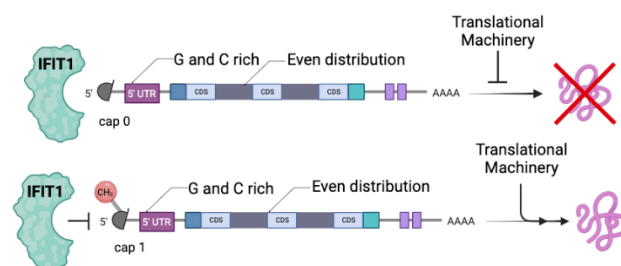 Translational
Machinery
IFIT1
G and C rich
Even distribution
5'
5' UTR
CDS
CDS
CDS
AAAA
cap 0
Translational
Machinery
IFIT1
CH₃
G and C rich
Even distribution
5'
5' UTR
CDS
CDS
CDS
AAAA
cap 1